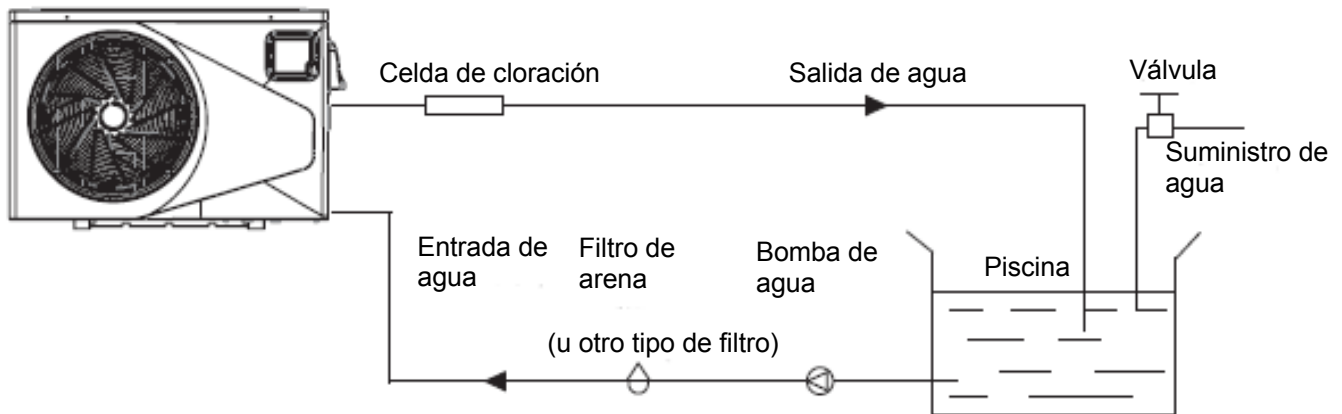 Celda de cloración
Salida de agua
Válvula
Suministro de
agua
Entrada de
agua
Filtro de
arena
(u otro tipo de filtro)
Bomba de
agua
Piscina